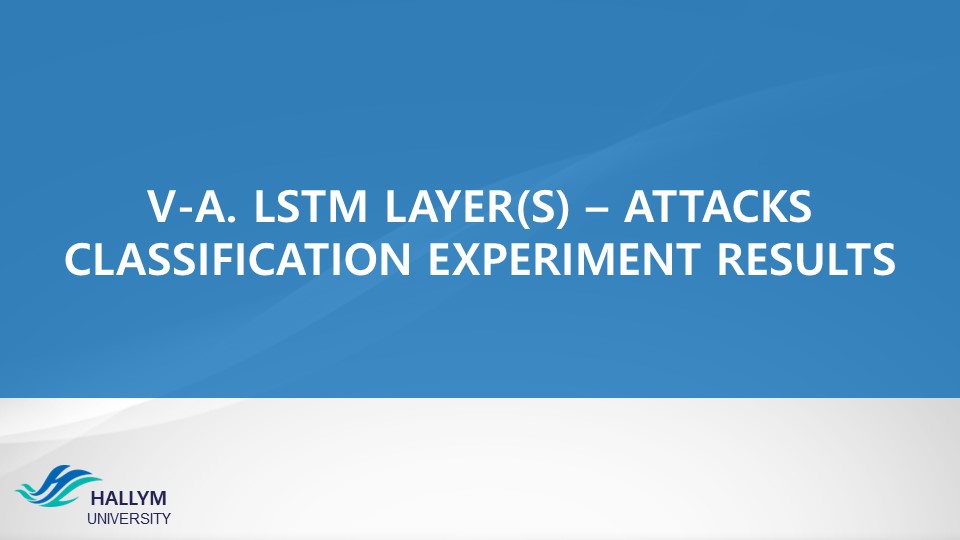 V-A. LSTM LAYER(S) – ATTACKS
CLASSIFICATION EXPERIMENT RESULTS
HALLYM
UNIVERSITY